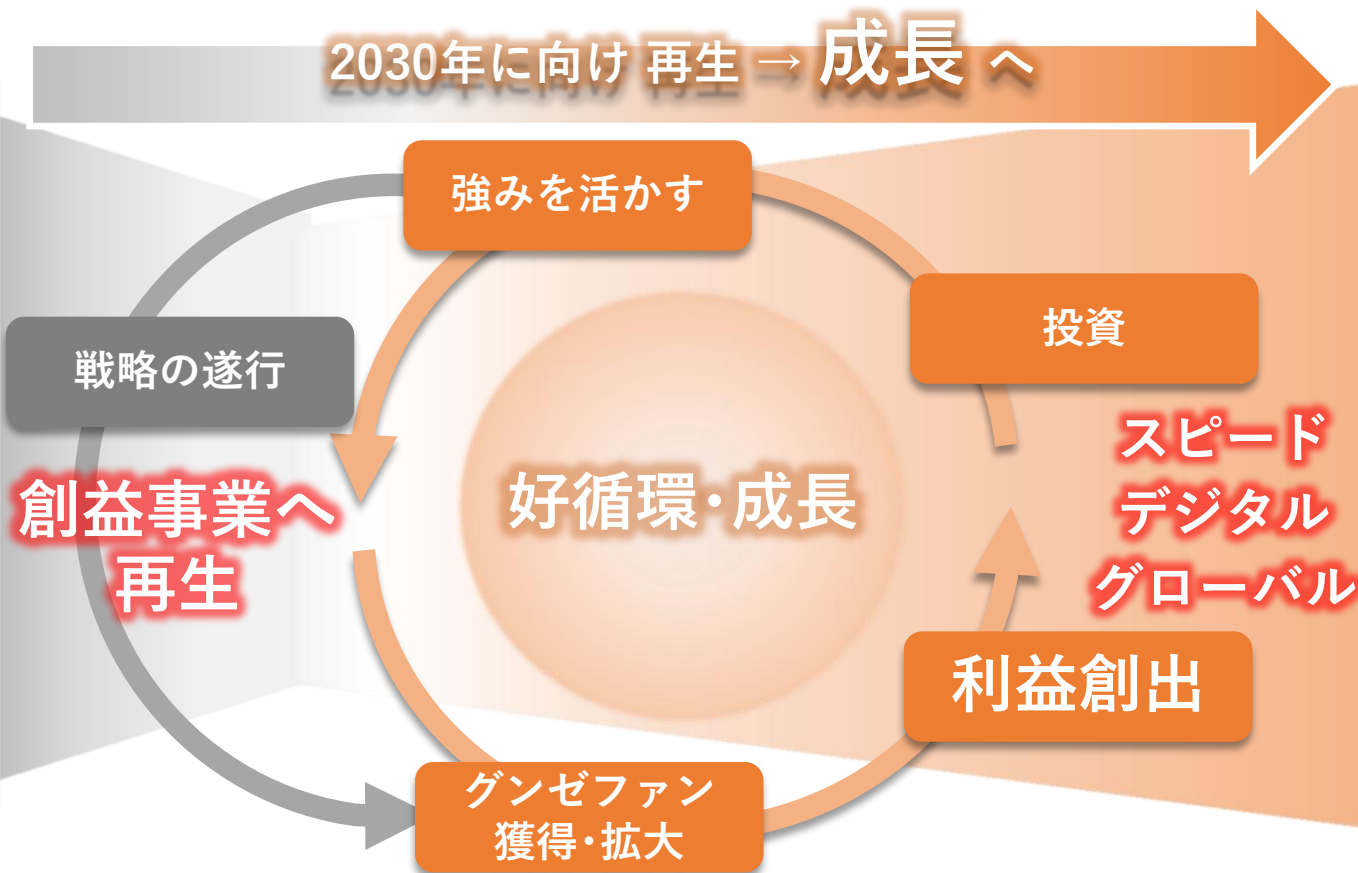 2030年に向け 再生 → 成長 へ
強みを活かす
投資
戦略の遂行
スピード
デジタル
グローバル
創益事業へ
再生
好循環・成長
利益創出
グンゼファン
獲得・拡大